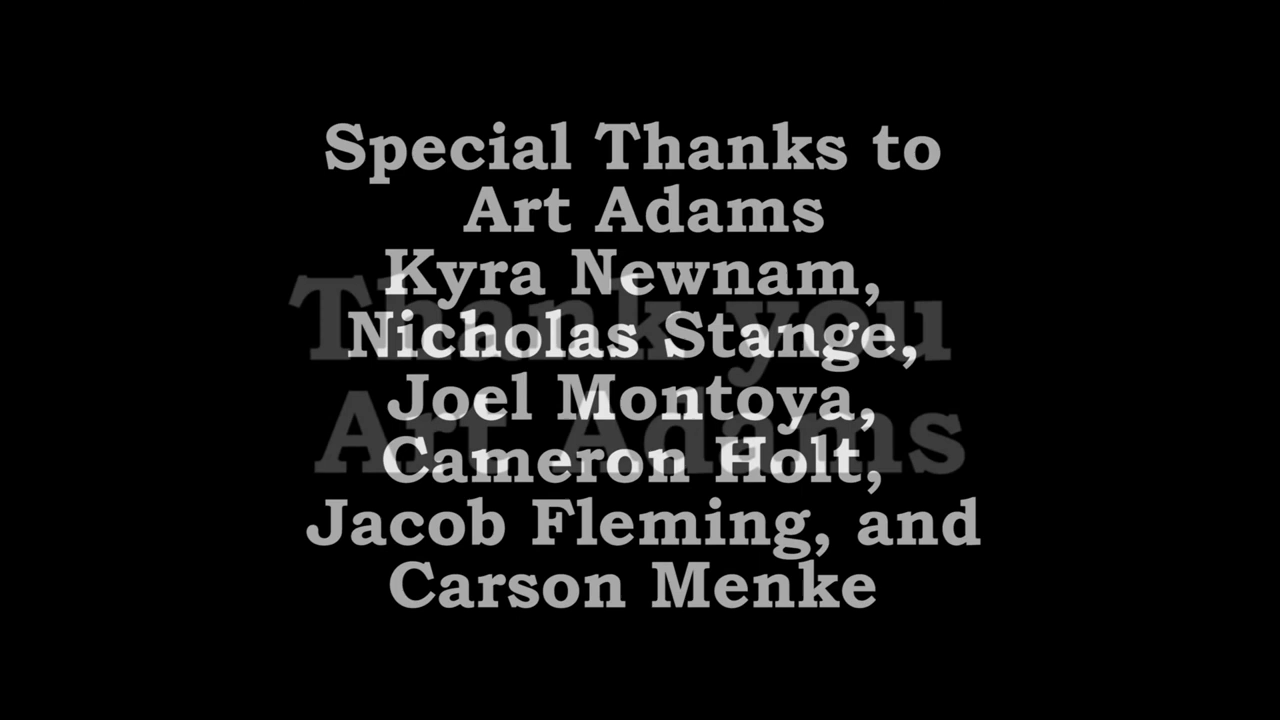 Special Thanks to
Art Adams
Kyra Newnam,
Nicholas Stange,
Joel Montoya,
Cameron Holt,
Jacob Fleming, and
Carson Menke
Thank you
Art Adams